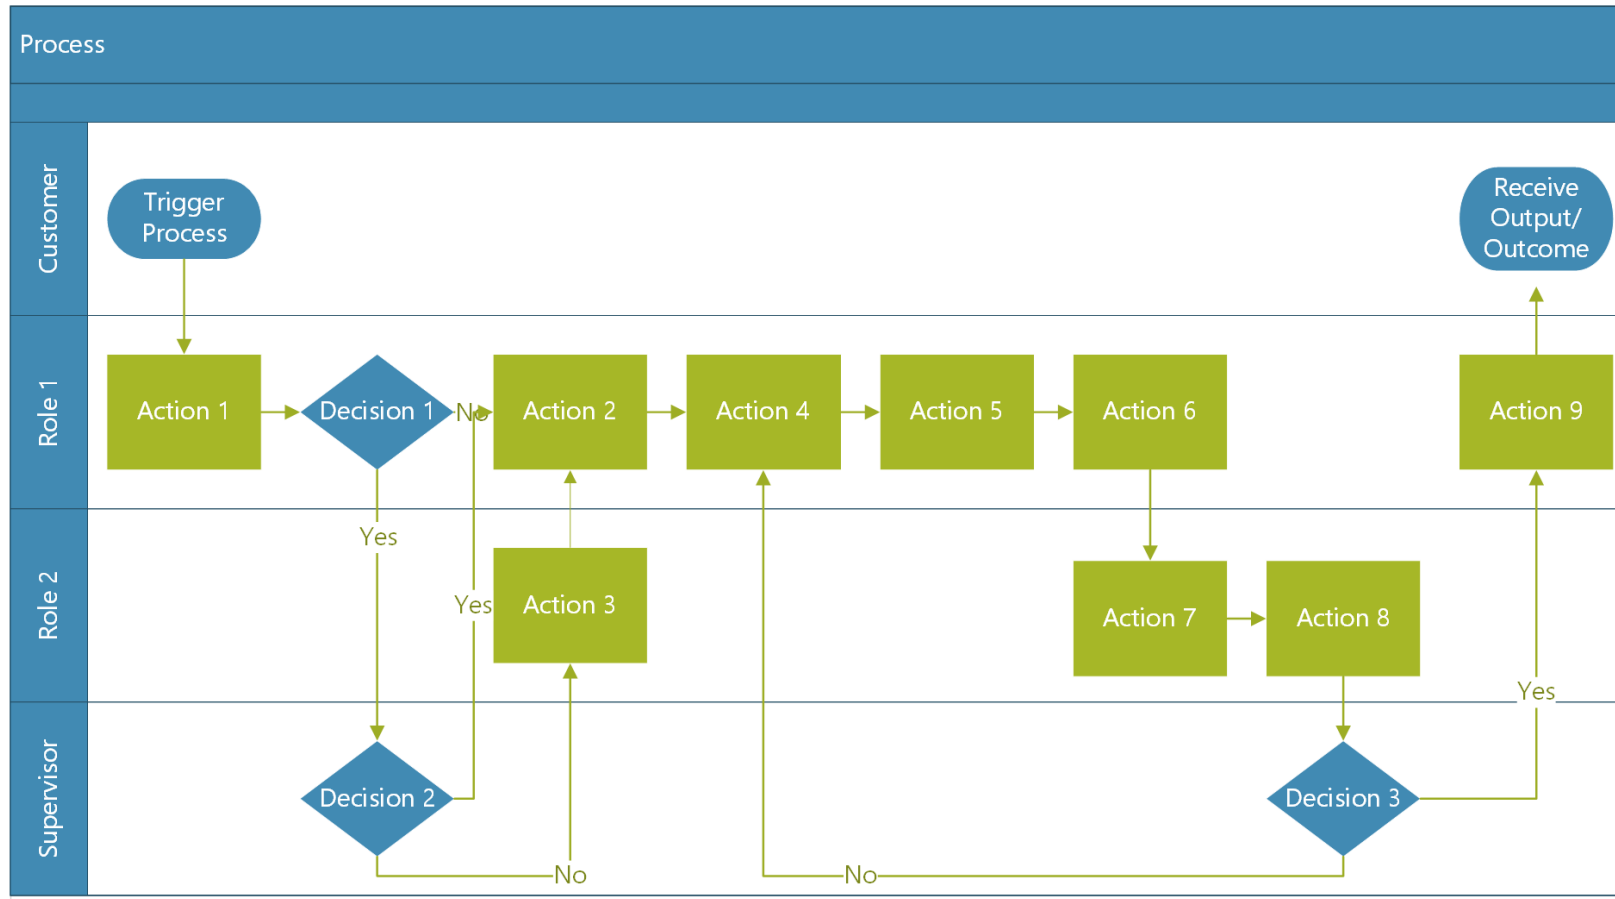 Process
Customer
Trigger
Process
Receive
Output/
Outcome
Role 1
Action 1
Decision 1
No
Action 2
Action 4
Action 5
Action 6
Action 9
Yes
Role 2
Yes
Action 3
Action 7
Action 8
Yes
Supervisor
Decision 2
Decision 3
No
No